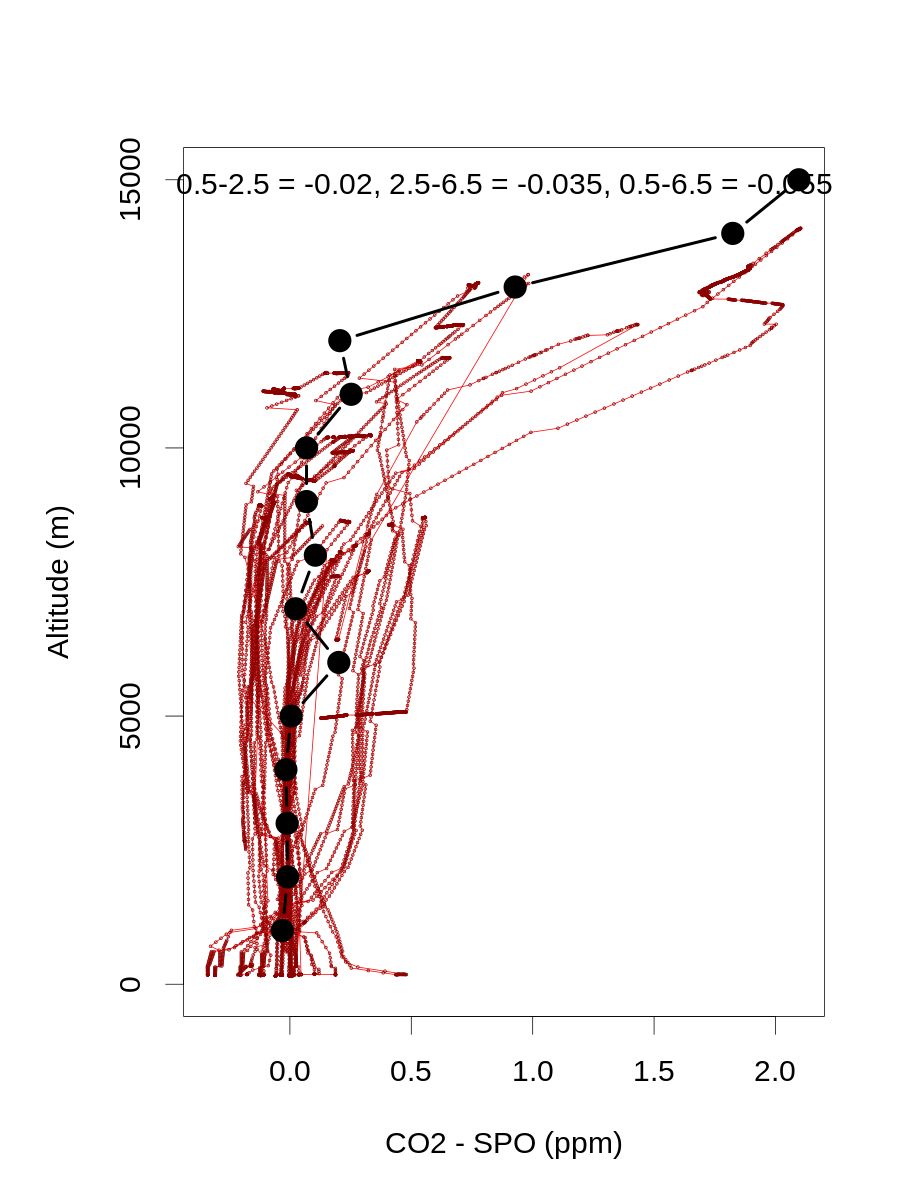 0.5-2.5 = -0.02, 2.5-6.5 = -0.035, 0.5-6.5 = -0.055
15000
10000
5000
0
Altitude (m)
0.0 0.5 1.0 1.5 2.0
CO2 - SPO (ppm)